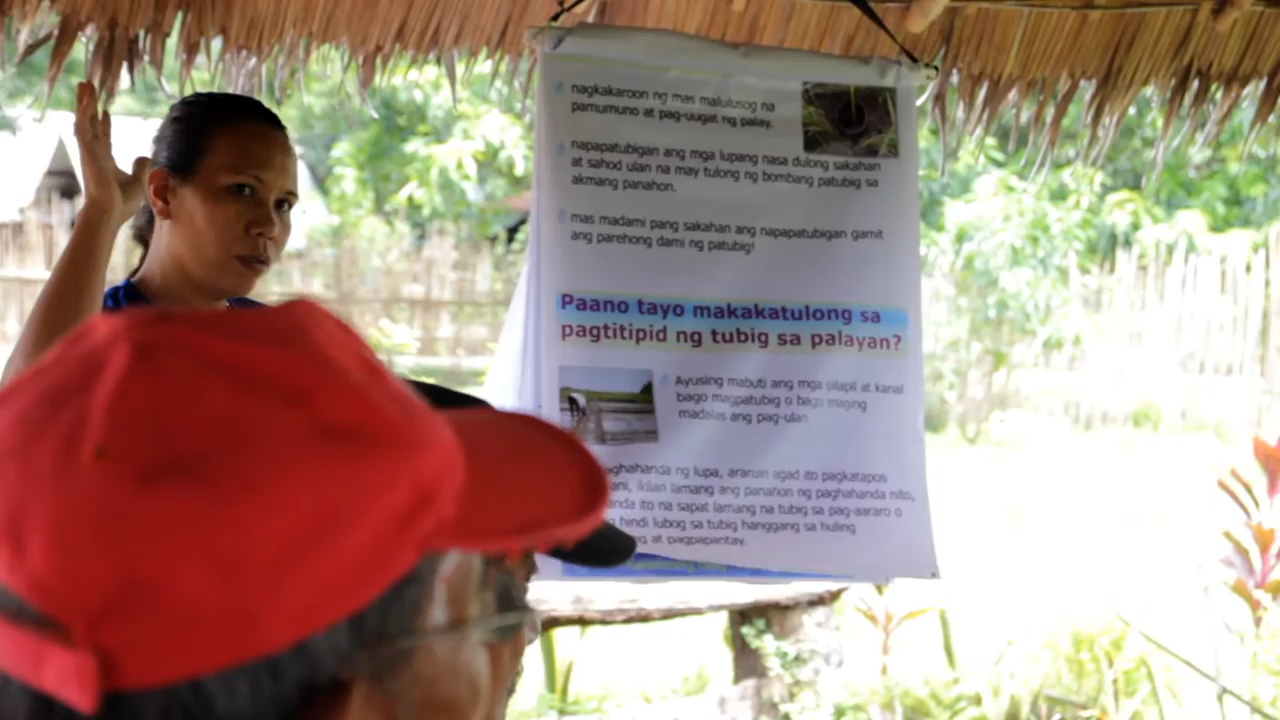 nagkakaroon ng mas malulusog na
pamumuno at pag-uugat ng palay.
napapatubigan ang mga lupang nasa dulong sakahan
at sahod ulan na may tulong ng bombang patubig sa
akmang panahon.
mas madami pang sakahan ang napapatubigan gamit
ang parehong dami ng patubig!
Paano tayo makakatulong sa
pagtitipid ng tubig sa palayan?
Ayusing mabuti ang mga pilapil at kanal
bago magpatubig o bago maging
madalas ang pag-ulan
ghahanda ng lupa, araruin agad ito pagkatapos
ani, iklian lamang ang panahon ng paghahanda nito,
anda ito na sapat lamang na tubig sa pag-aararo o
g hindi lubog sa tubig hanggang sa huling
ng at pagpapantay.